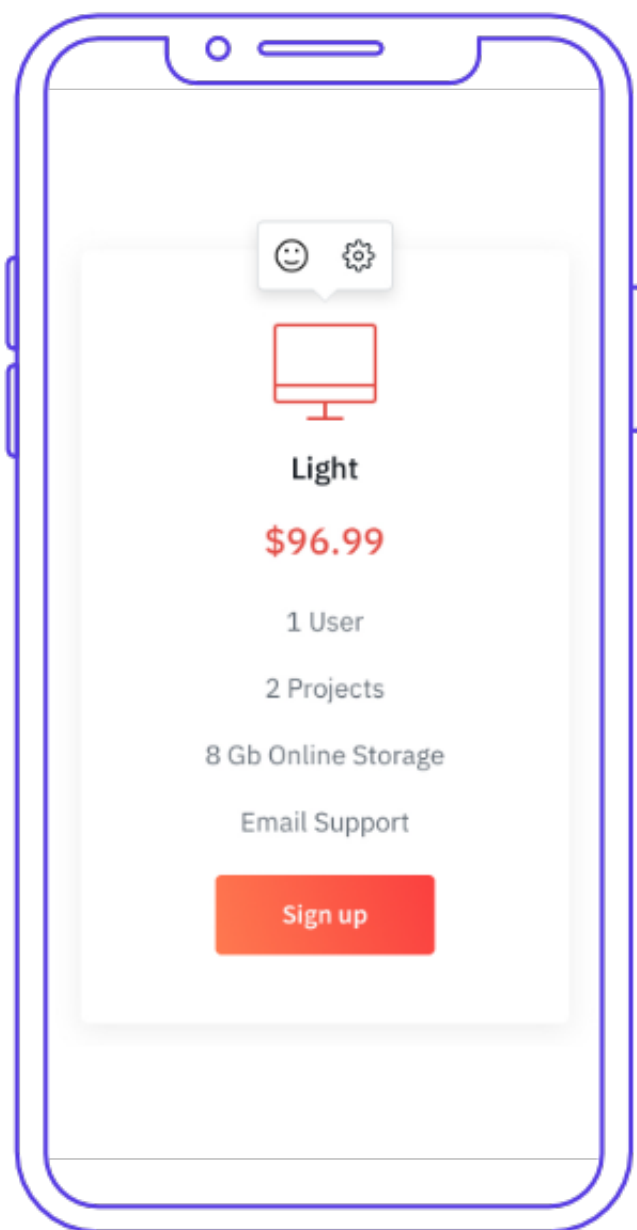 Light
$96.99
1 User
2 Projects
8 Gb Online Storage
Email Support
Sign up